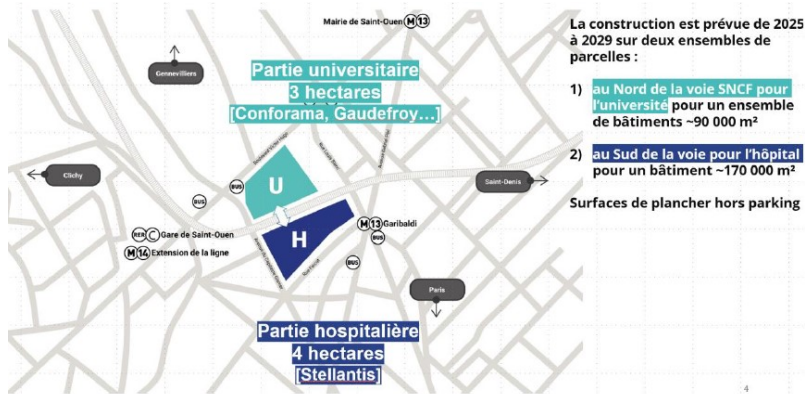 Mairie de Saint-Ouen M 13
Gennevilliers
Partie universitaire
3 hectares
[Conforama, Gaudefroy...]
Boulevard Victor Hugo
Clichy
BUS
BUS
U
Saint-Denis
H
M 13 Garibaldi
BUS
RER C Gare de Saint-Ouen
M 14 Extension de la ligne
BUS
Paris
Partie hospitalière
4 hectares
[Stellantis]
La construction est prévue de 2025
à 2029 sur deux ensembles de
parcelles :
1) au Nord de la voie SNCF pour
l'université pour un ensemble
de bâtiments ~90 000 m²
2) au Sud de la voie pour l'hôpital
pour un bâtiment ~170 000 m²
Surfaces de plancher hors parking
4